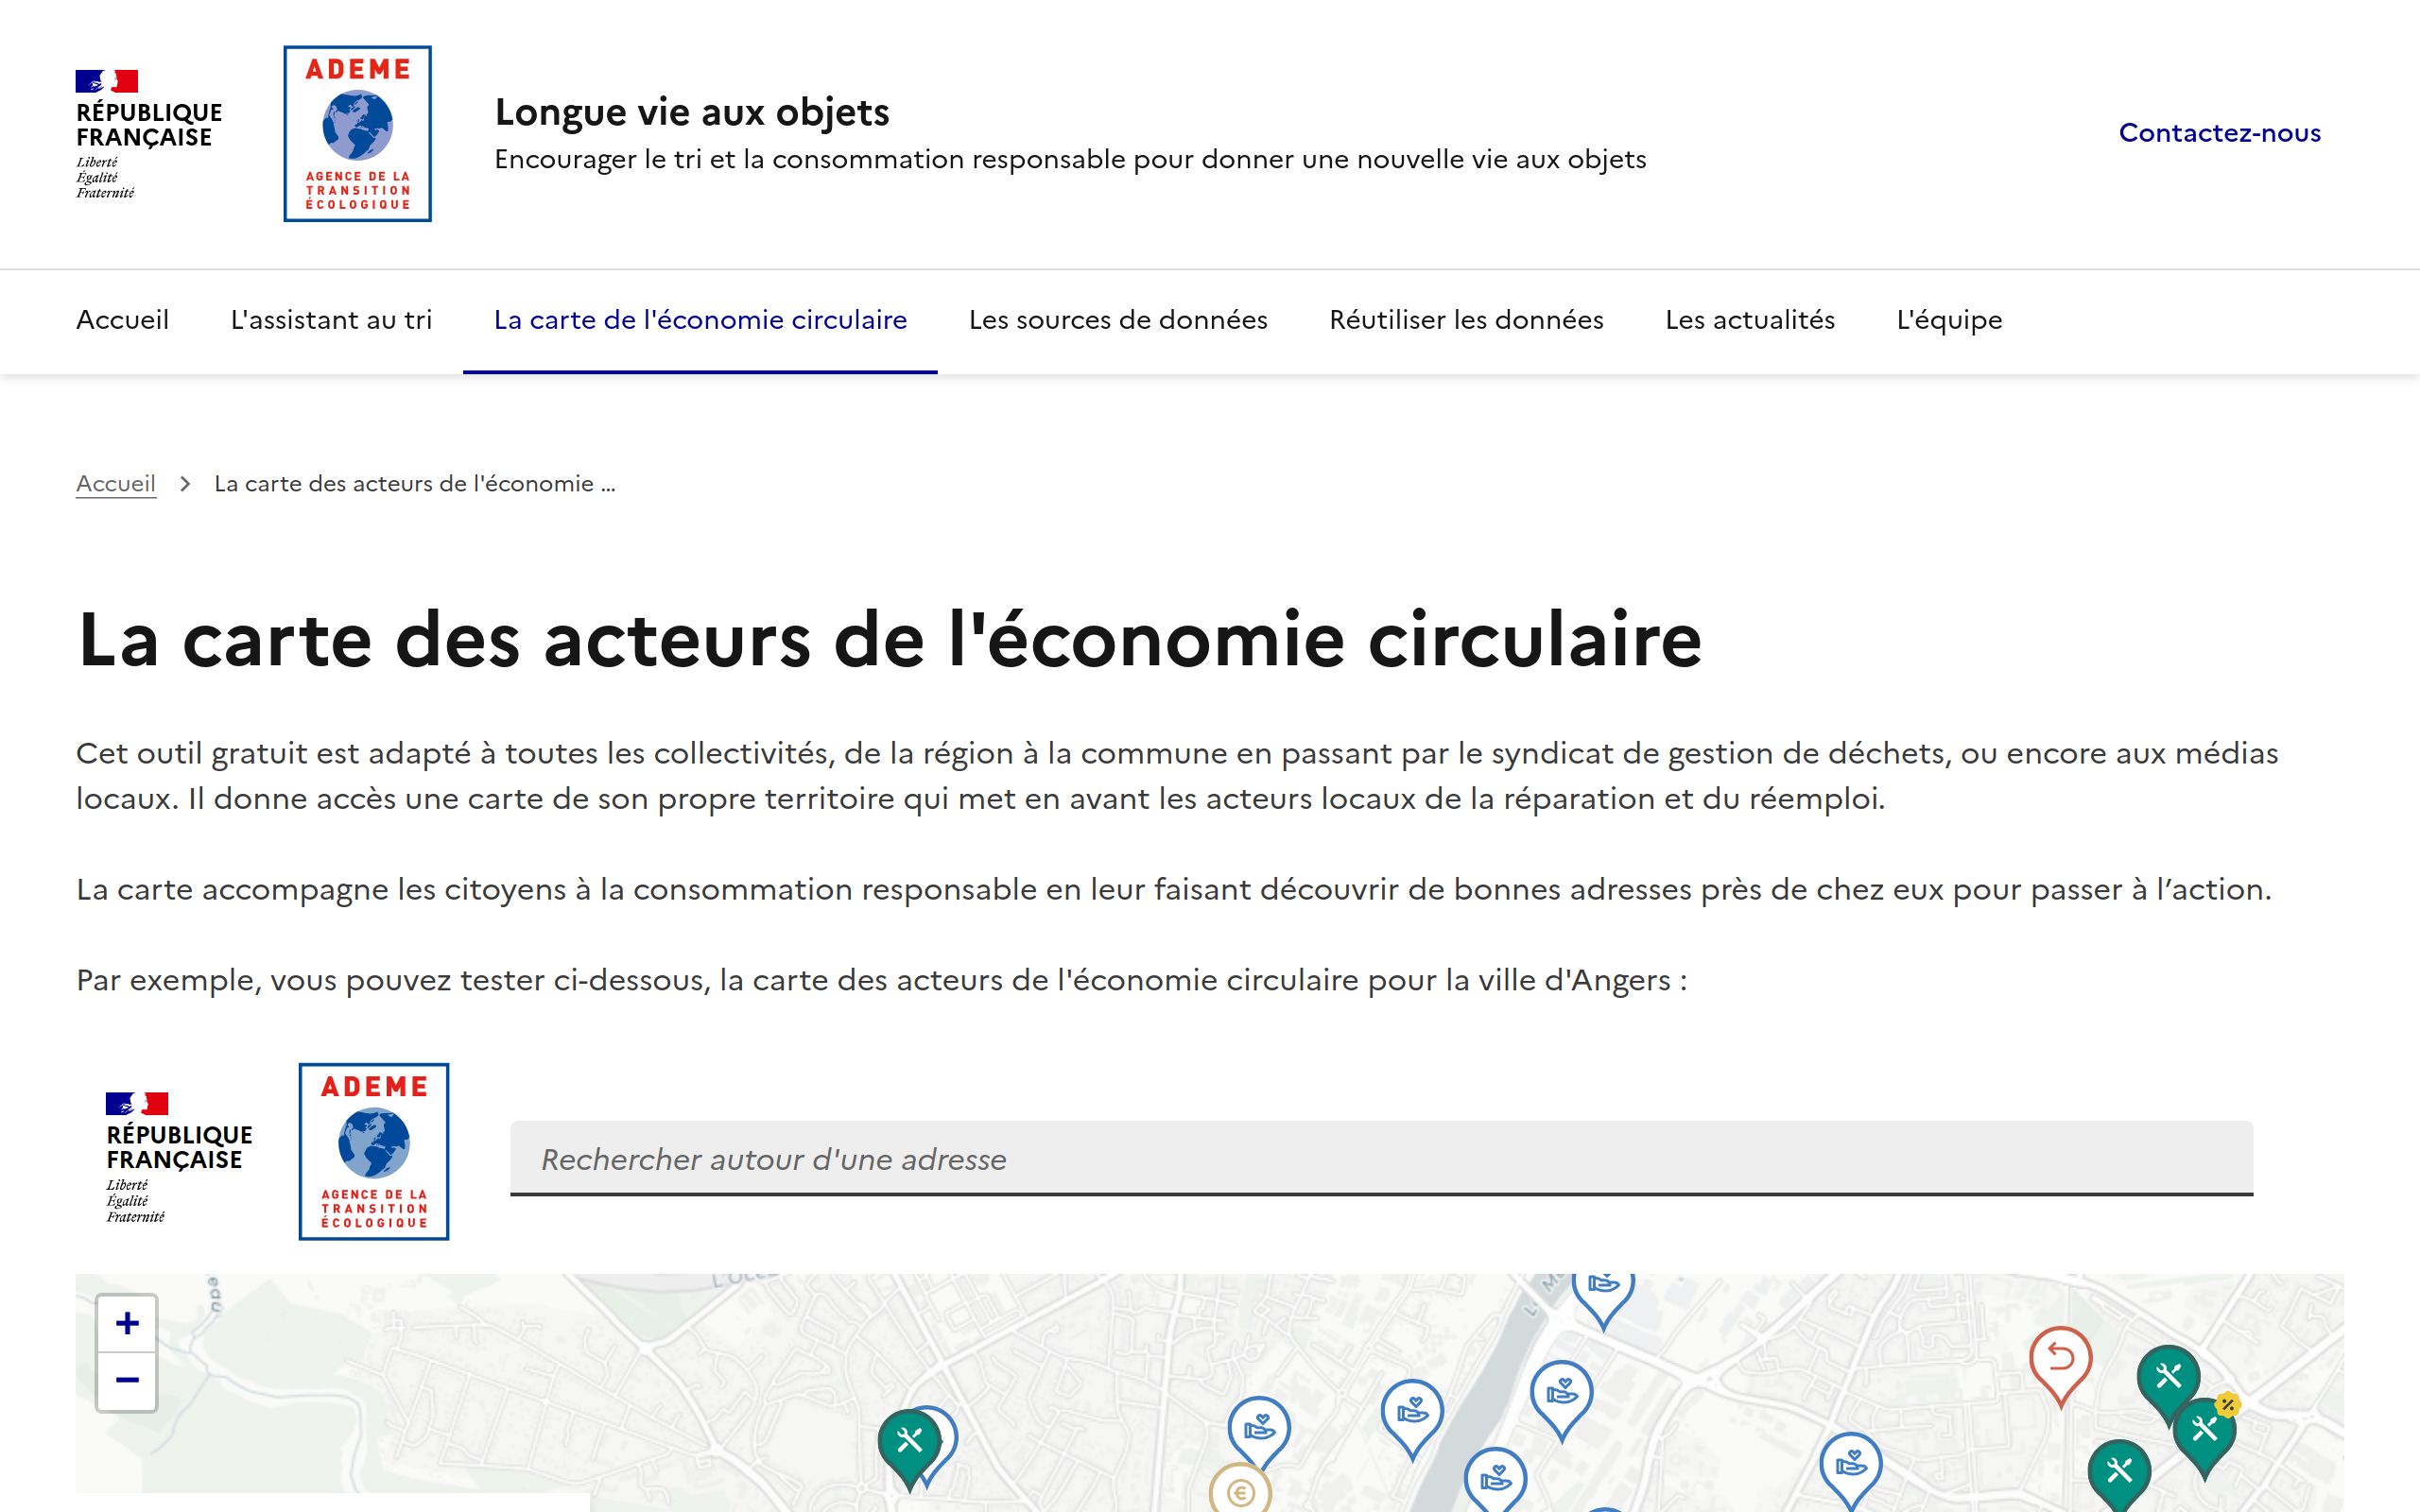 RÉPUBLIQUE
FRANÇAISE
Liberté
Égalité
Fraternité
ADEME
AGENCE DE LA
TRANSITION
ÉCOLOGIQUE
Longue vie aux objets
Encourager le tri et la consommation responsable pour donner une nouvelle vie aux objets
Contactez-nous
Accueil L'assistant au tri La carte de l'économie circulaire Les sources de données Réutiliser les données Les actualités L'équipe
Accueil > La carte des acteurs de l'économie ...
La carte des acteurs de l'économie circulaire
Cet outil gratuit est adapté à toutes les collectivités, de la région à la commune en passant par le syndicat de gestion de déchets, ou encore aux médias
locaux. Il donne accès une carte de son propre territoire qui met en avant les acteurs locaux de la réparation et du réemploi.
La carte accompagne les citoyens à la consommation responsable en leur faisant découvrir de bonnes adresses près de chez eux pour passer à l’action.
Par exemple, vous pouvez tester ci-dessous, la carte des acteurs de l'économie circulaire pour la ville d'Angers :
RÉPUBLIQUE
FRANÇAISE
Liberté
Égalité
Fraternité
ADEME
AGENCE DE LA
TRANSITION
ÉCOLOGIQUE
Rechercher autour d'une adresse
+
−